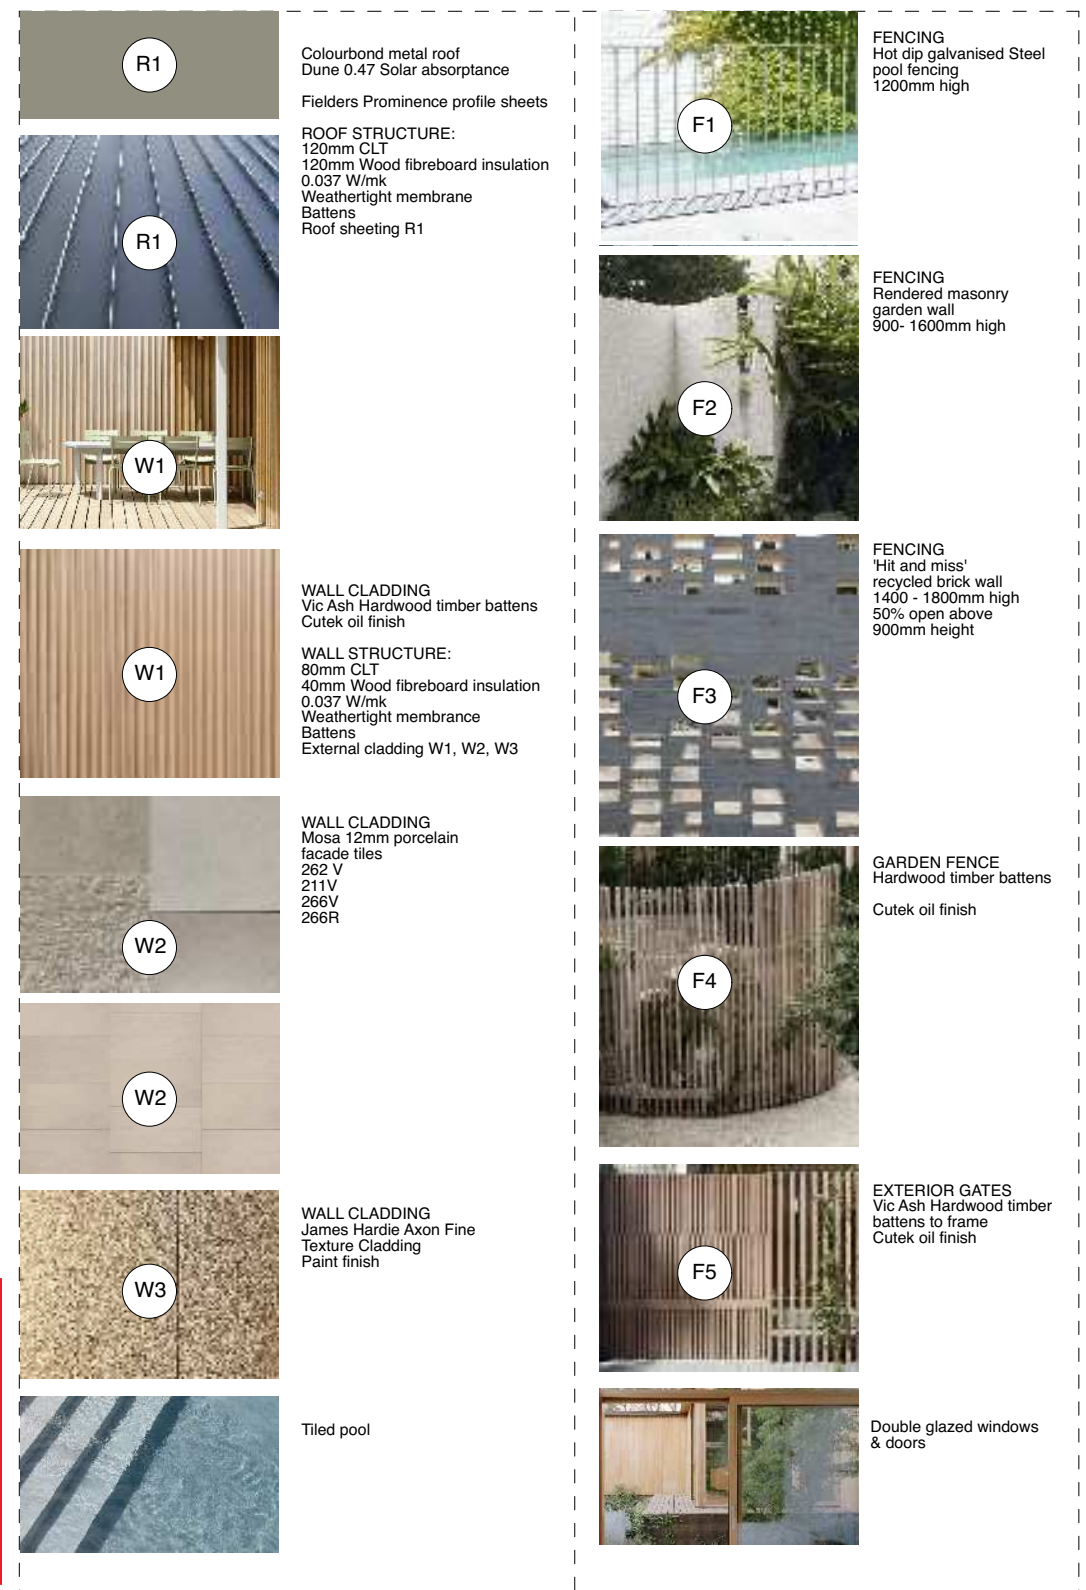 R1
Colourbond metal roof
Dune 0.47 Solar absorptance
Fielders Prominence profile sheets
R1
ROOF STRUCTURE:
120mm CLT
120mm Wood fibreboard insulation
0.037 W/mk
Weathertight membrane
Battens
Roof sheeting R1
W1
W1
WALL CLADDING
Vic Ash Hardwood timber battens
Cutek oil finish
WALL STRUCTURE:
80mm CLT
40mm Wood fibreboard insulation
0.037 W/mk
Weathertight membrance
Battens
External cladding W1, W2, W3
W2
WALL CLADDING
Mosa 12mm porcelain
facade tiles
262 V
211V
266V
266R
W2
W3
WALL CLADDING
James Hardie Axon Fine
Texture Cladding
Paint finish
Tiled pool
F1
FENCING
Hot dip galvanised Steel
pool fencing
1200mm high
F2
FENCING
Rendered masonry
garden wall
900- 1600mm high
F3
FENCING
'Hit and miss'
recycled brick wall
1400 - 1800mm high
50% open above
900mm height
F4
GARDEN FENCE
Hardwood timber battens
Cutek oil finish
F5
EXTERIOR GATES
Vic Ash Hardwood timber
battens to frame
Cutek oil finish
Double glazed windows
& doors